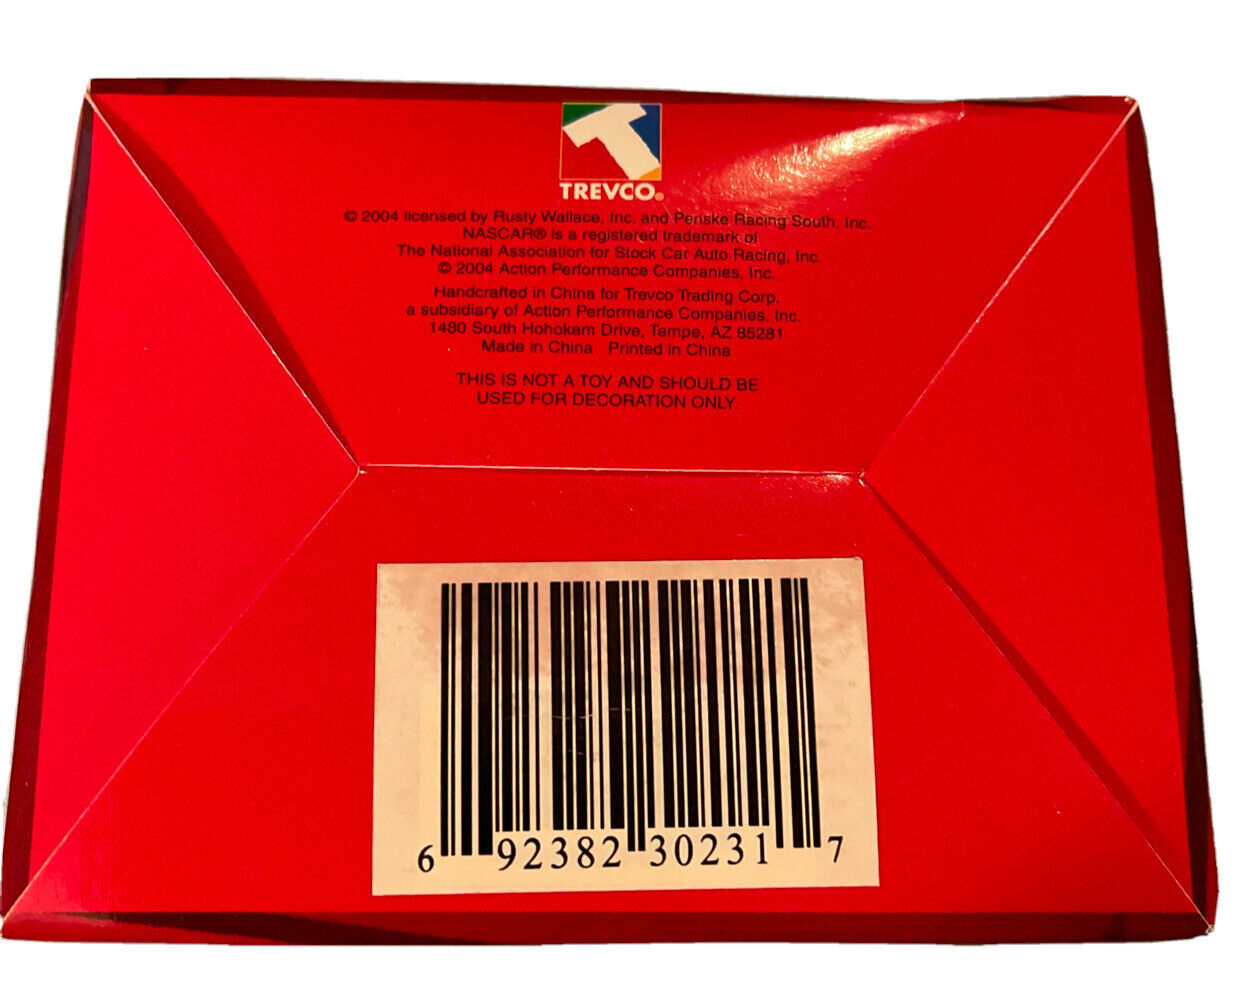 T
TREVCO®
© 2004 licensed by Rusty Wallace, Inc. and Penske Racing South, Inc.
NASCAR® is a registered trademark of
The National Association for Stock Car Auto Racing, Inc.
© 2004 Action Performance Companies, Inc.
Handcrafted in China for Trevco Trading Corp.
a subsidiary of Action Performance Companies, Inc.
1480 South Hohokam Drive, Tempe, AZ 85281
Made in China Printed in China
THIS IS NOT A TOY AND SHOULD BE
USED FOR DECORATION ONLY.
6 92382 30231 7